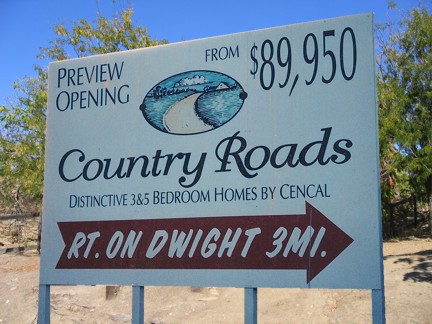 PREVIEW OPENING
FROM $89,950
Country Roads
DISTINCTIVE 3&5 BEDROOM HOMES BY CENCAL
RT. ON DWIGHT 3MI.